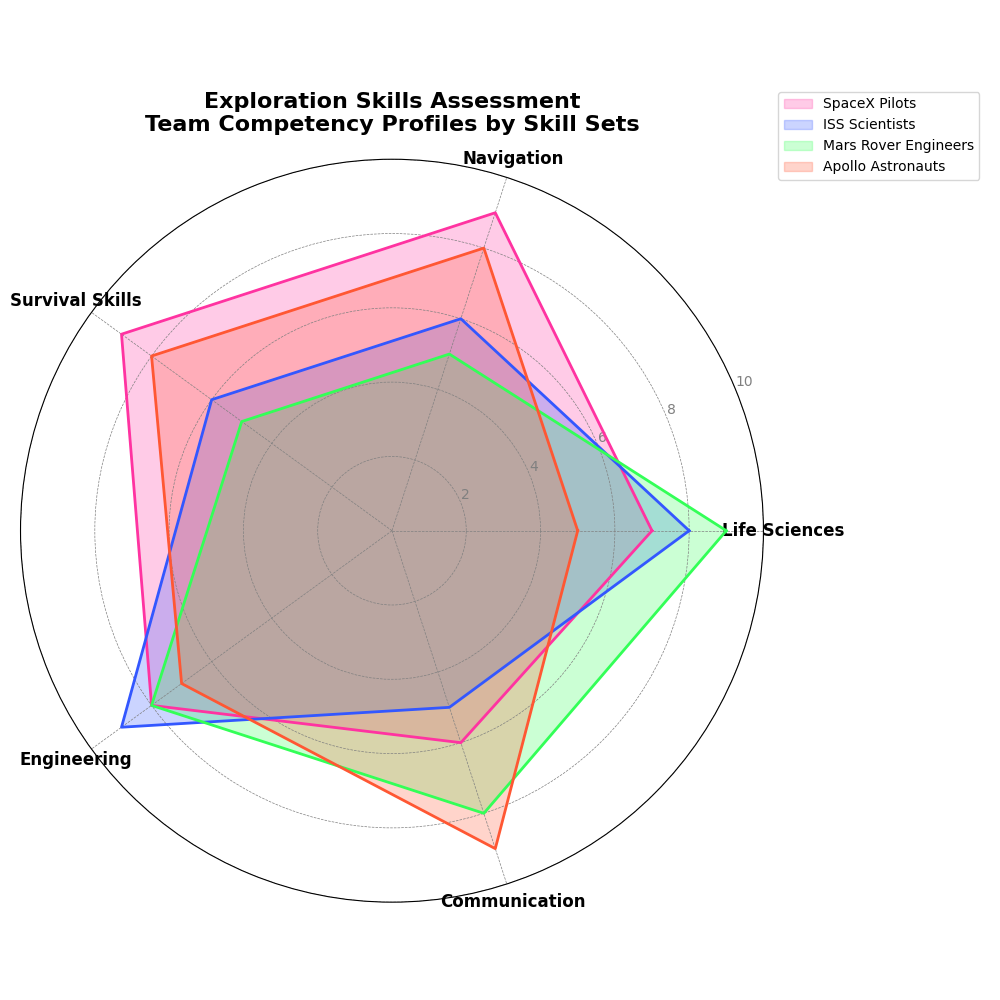 Exploration Skills Assessment
Team Competency Profiles by Skill Sets
SpaceX Pilots
ISS Scientists
Mars Rover Engineers
Apollo Astronauts
Navigation
Survival Skills
10
8
6
4
2
Life Sciences
Engineering
Communication